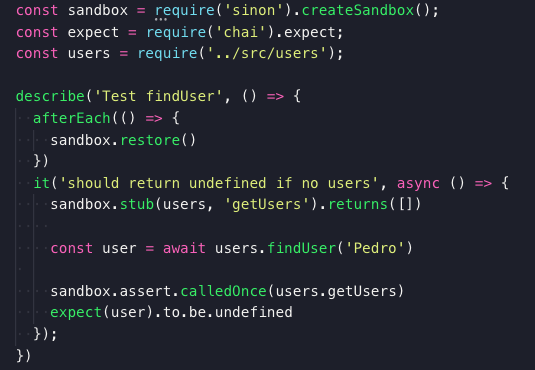 const sandbox = require('sinon').createSandbox();
const expect = require('chai').expect;
const users = require('../src/users');

describe('Test findUser', () => {
  afterEach(() => {
    sandbox.restore()
  })
  it('should return undefined if no users', async () => {
    sandbox.stub(users, 'getUsers').returns([])

    const user = await users.findUser('Pedro')

    sandbox.assert.calledOnce(users.getUsers)
    expect(user).to.be.undefined
  });
})